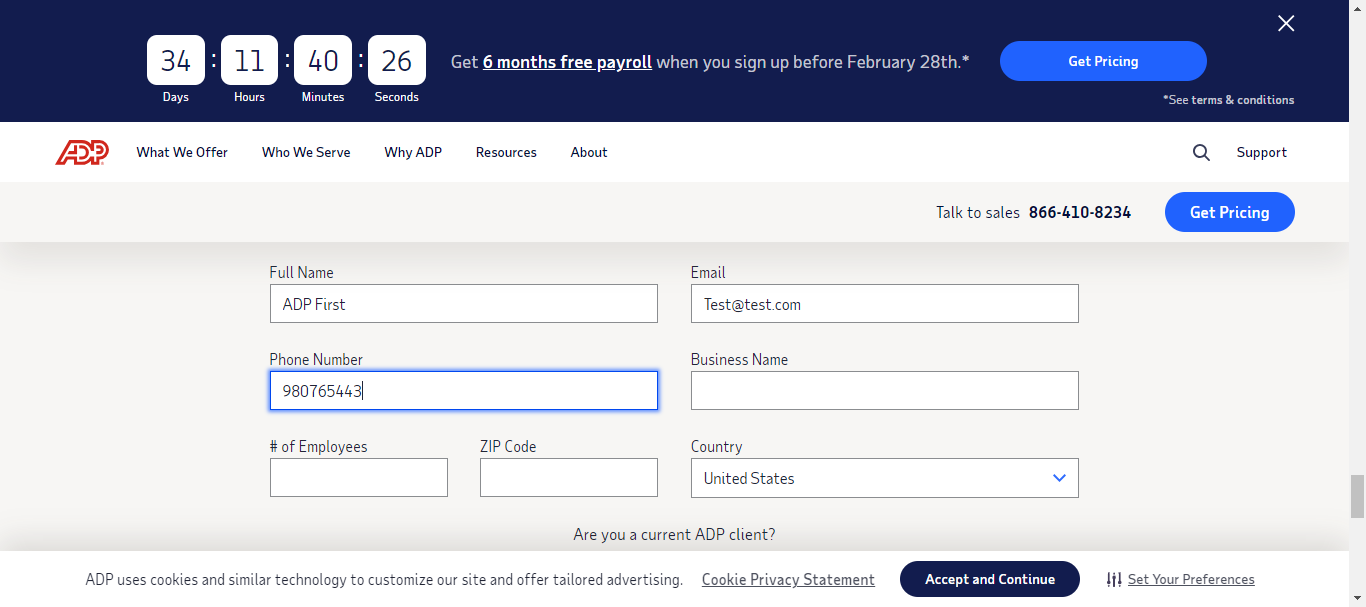 34 : 11 : 40 : 26
Days Hours Minutes Seconds
Get 6 months free payroll when you sign up before February 28th.*
Get Pricing
*See terms & conditions
ADP What We Offer Who We Serve Why ADP Resources About Support
Talk to sales 866-410-8234 Get Pricing
Full Name Email
ADP First Test@test.com
Phone Number Business Name
980765443
# of Employees ZIP Code Country
United States
Are you a current ADP client?
ADP uses cookies and similar technology to customize our site and offer tailored advertising. Cookie Privacy Statement Accept and Continue Set Your Preferences